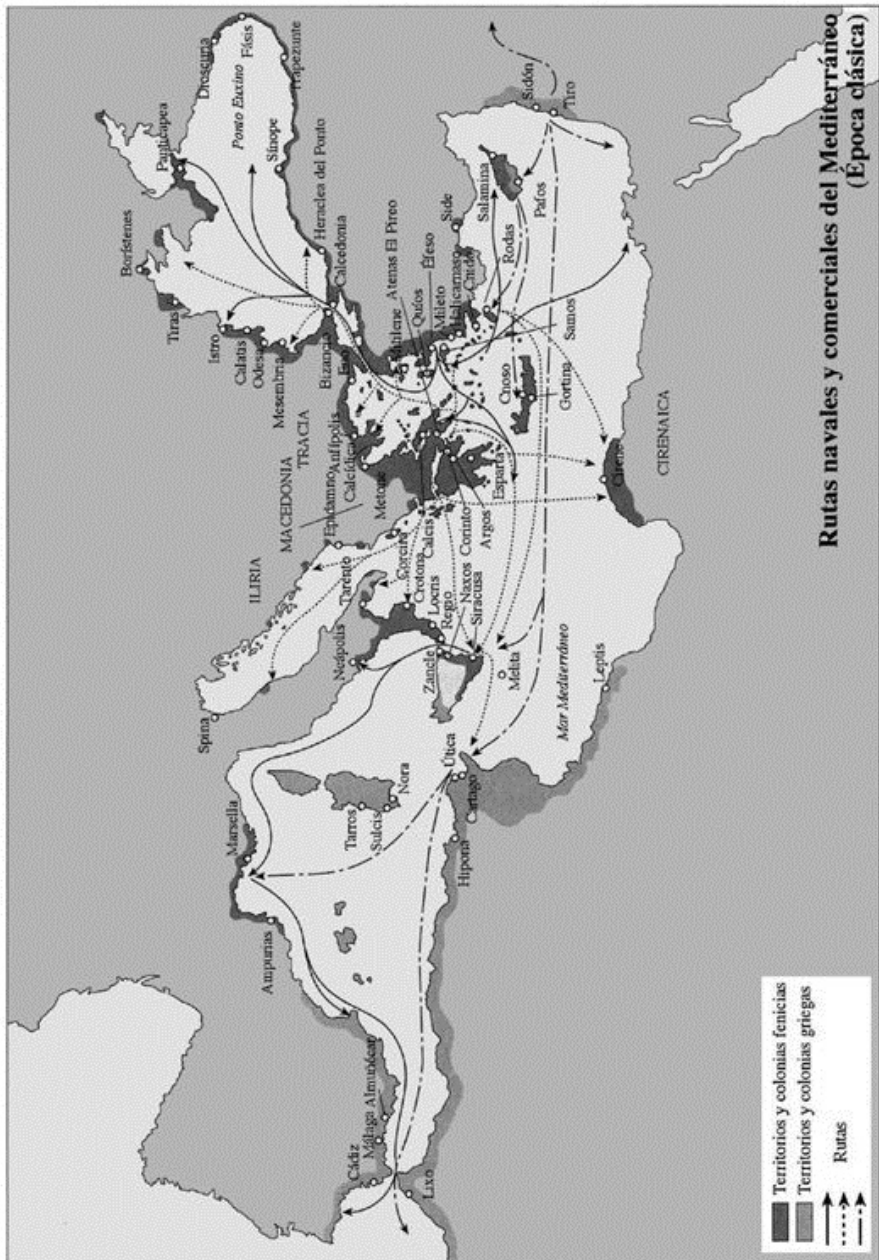 Rutas navales y comerciales del Mediterráneo
(Época clásica)
Borístenes
Panticapea
Dioscuria
Fásis
Trapezunte
Tiras
Istro
Calatis
Odesa
Mesembria
Ponto Euxino
Sínope
Heraclea del Ponto
Calcedonia
Bizancio
Eno
TRACIA
MACEDONIA
Anfípolis
Calcídica
Metone
Epidamno
ILIRIA
Spina
Neápolis
Tarento
Corcira
Crotona
Locris
Regio
Zancle
Naxos
Siracusa
Melita
Calcis
Corinto
Argos
Esparta
Mitilene
Atenas El Pireo
Quíos
Éfeso
Mileto
Halicarnaso
Cnido
Side
Salamina
Pafos
Rodas
Samos
Cnoso
Gortina
Sidón
Tiro
Cirene
CIRENAICA
Marsella
Ampurias
Tarros
Sulcis
Nora
Útica
Cartago
Hipona
Leptis
Mar Mediterráneo
Cádiz
Málaga
Almuñécar
Lixo
Territorios y colonias fenicias
Territorios y colonias griegas
Rutas